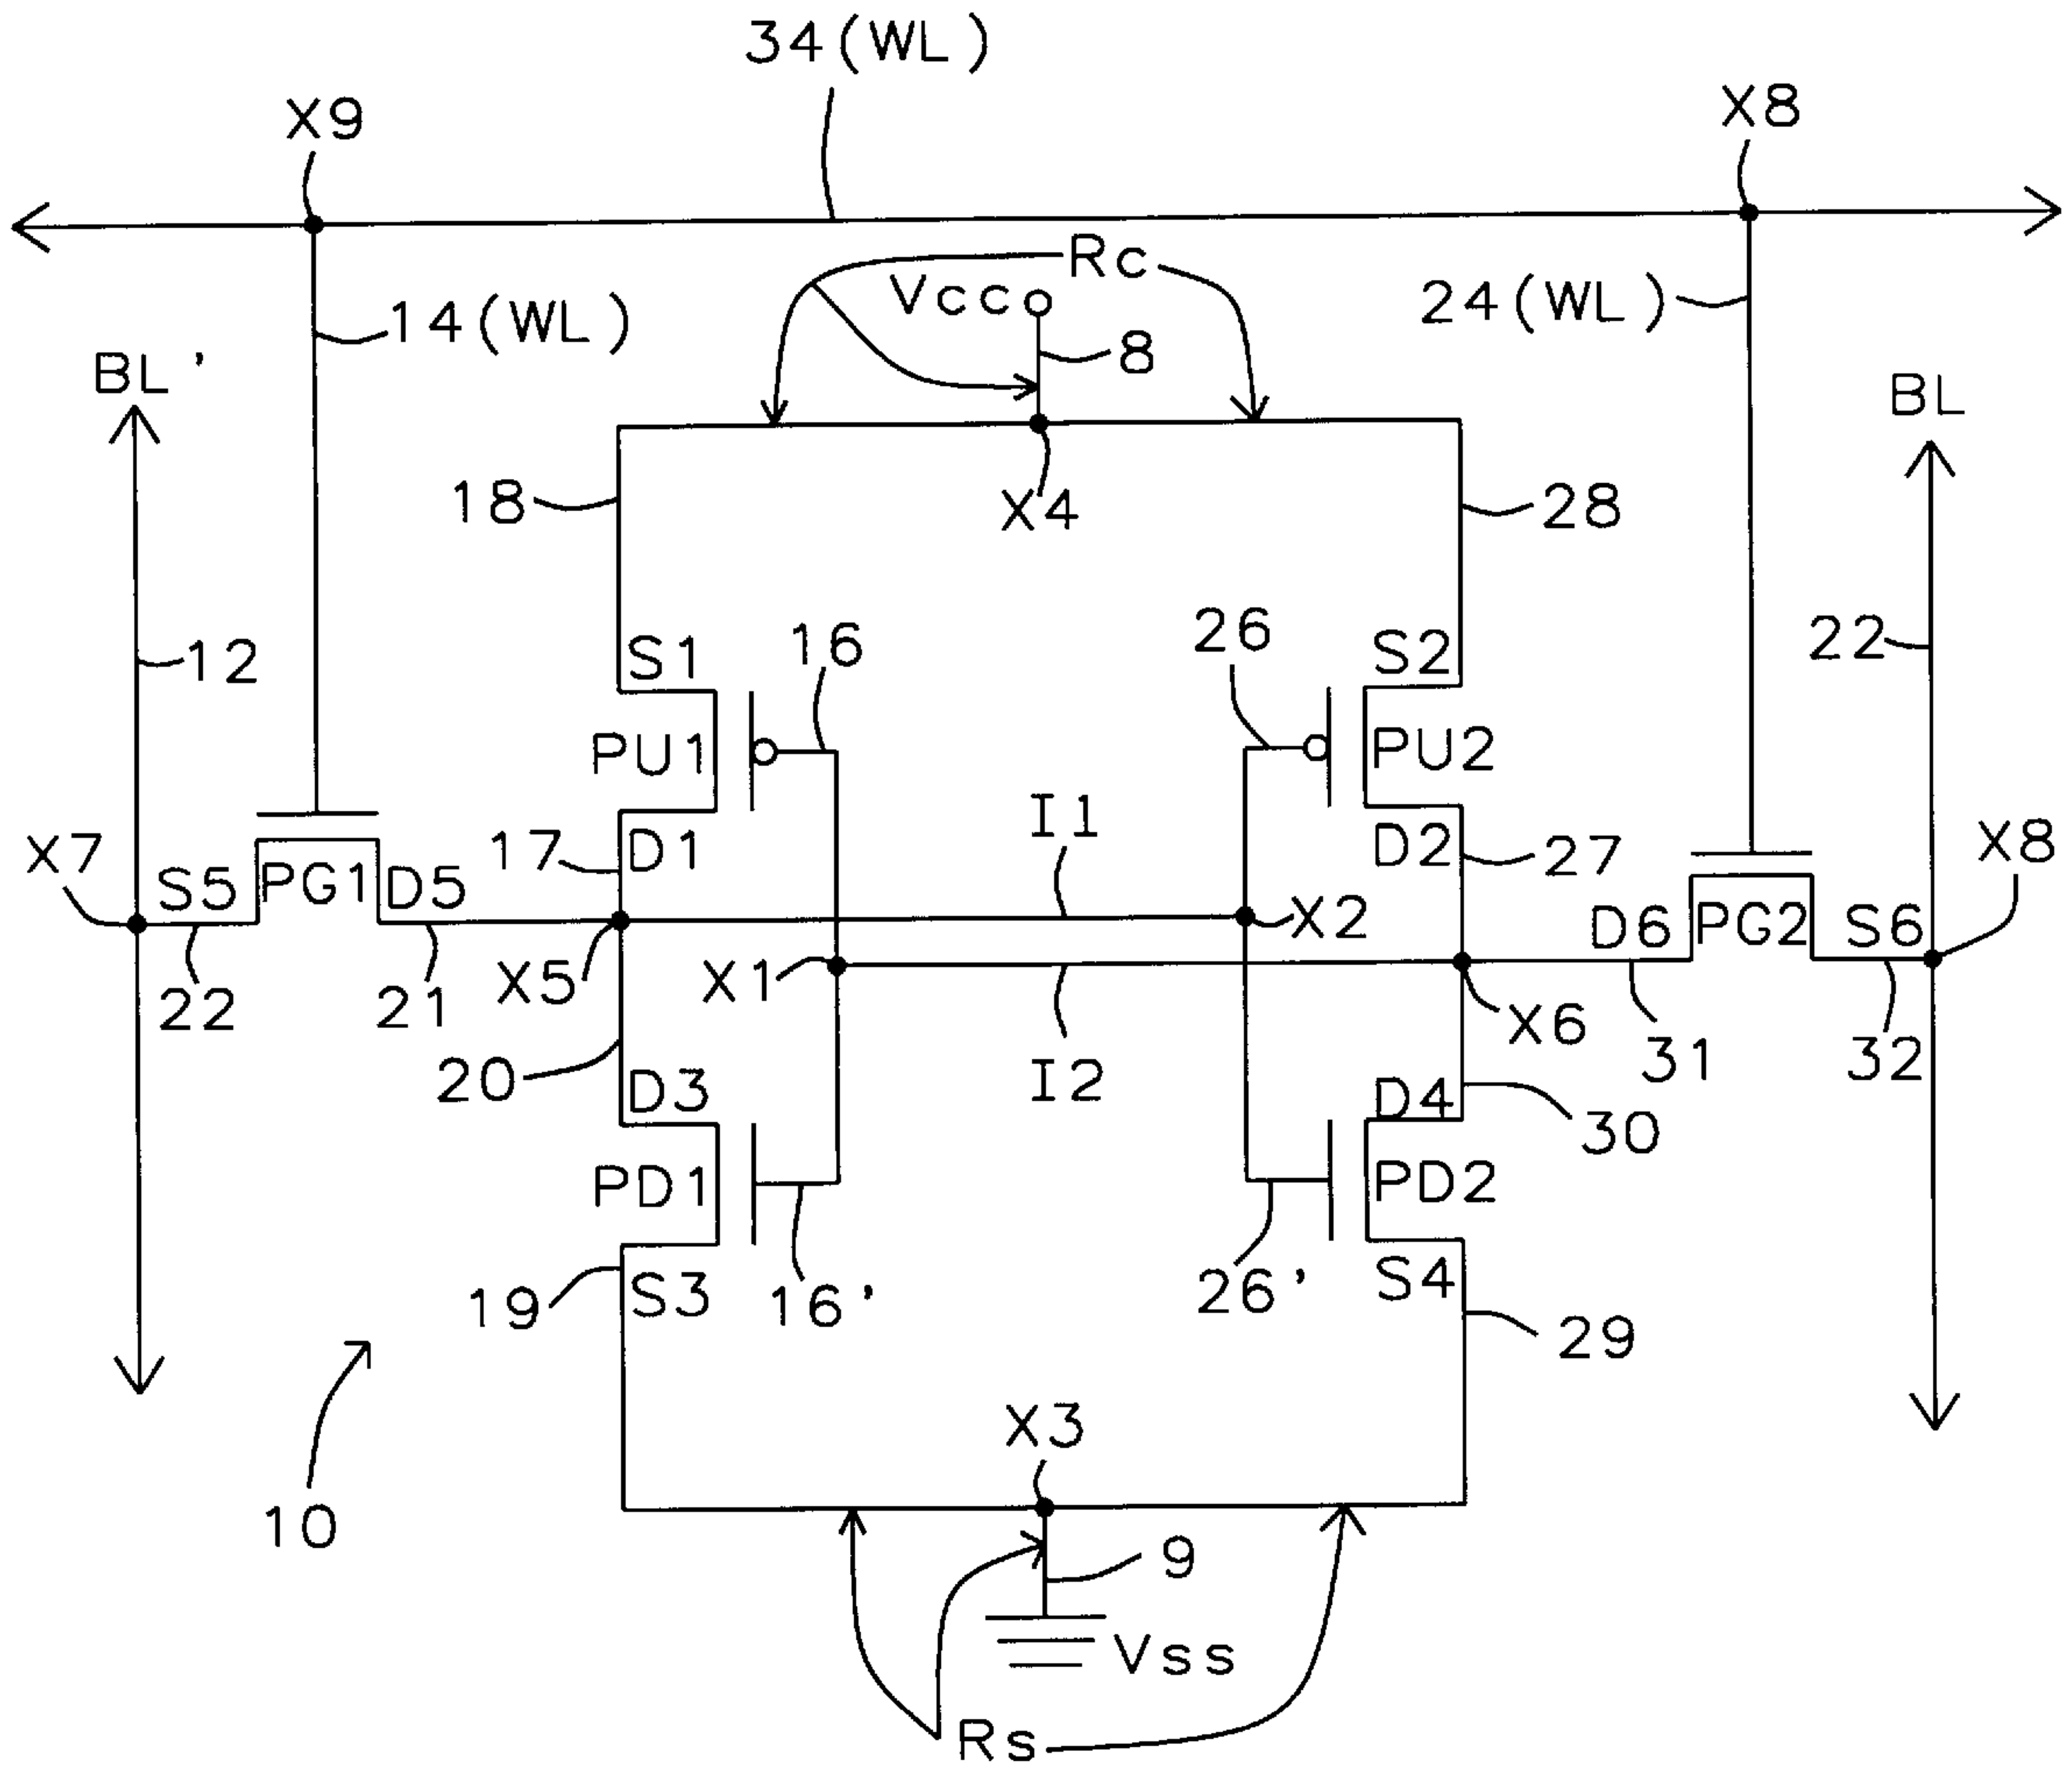 34(WL)
X9
X8
Rc
Vcc
14(WL)
24(WL)
8
BL'
BL
18
X4
28
12
S1
16
26
S2
22
PU1
PU2
I1
X7
S5
PG1
D5
17
D1
D2
27
X8
X2
D6
PG2
S6
22
21
X5
X1
X6
31
32
20
D3
I2
D4
30
PD1
PD2
19
S3
16'
26'
S4
29
X3
10
9
Vss
Rs